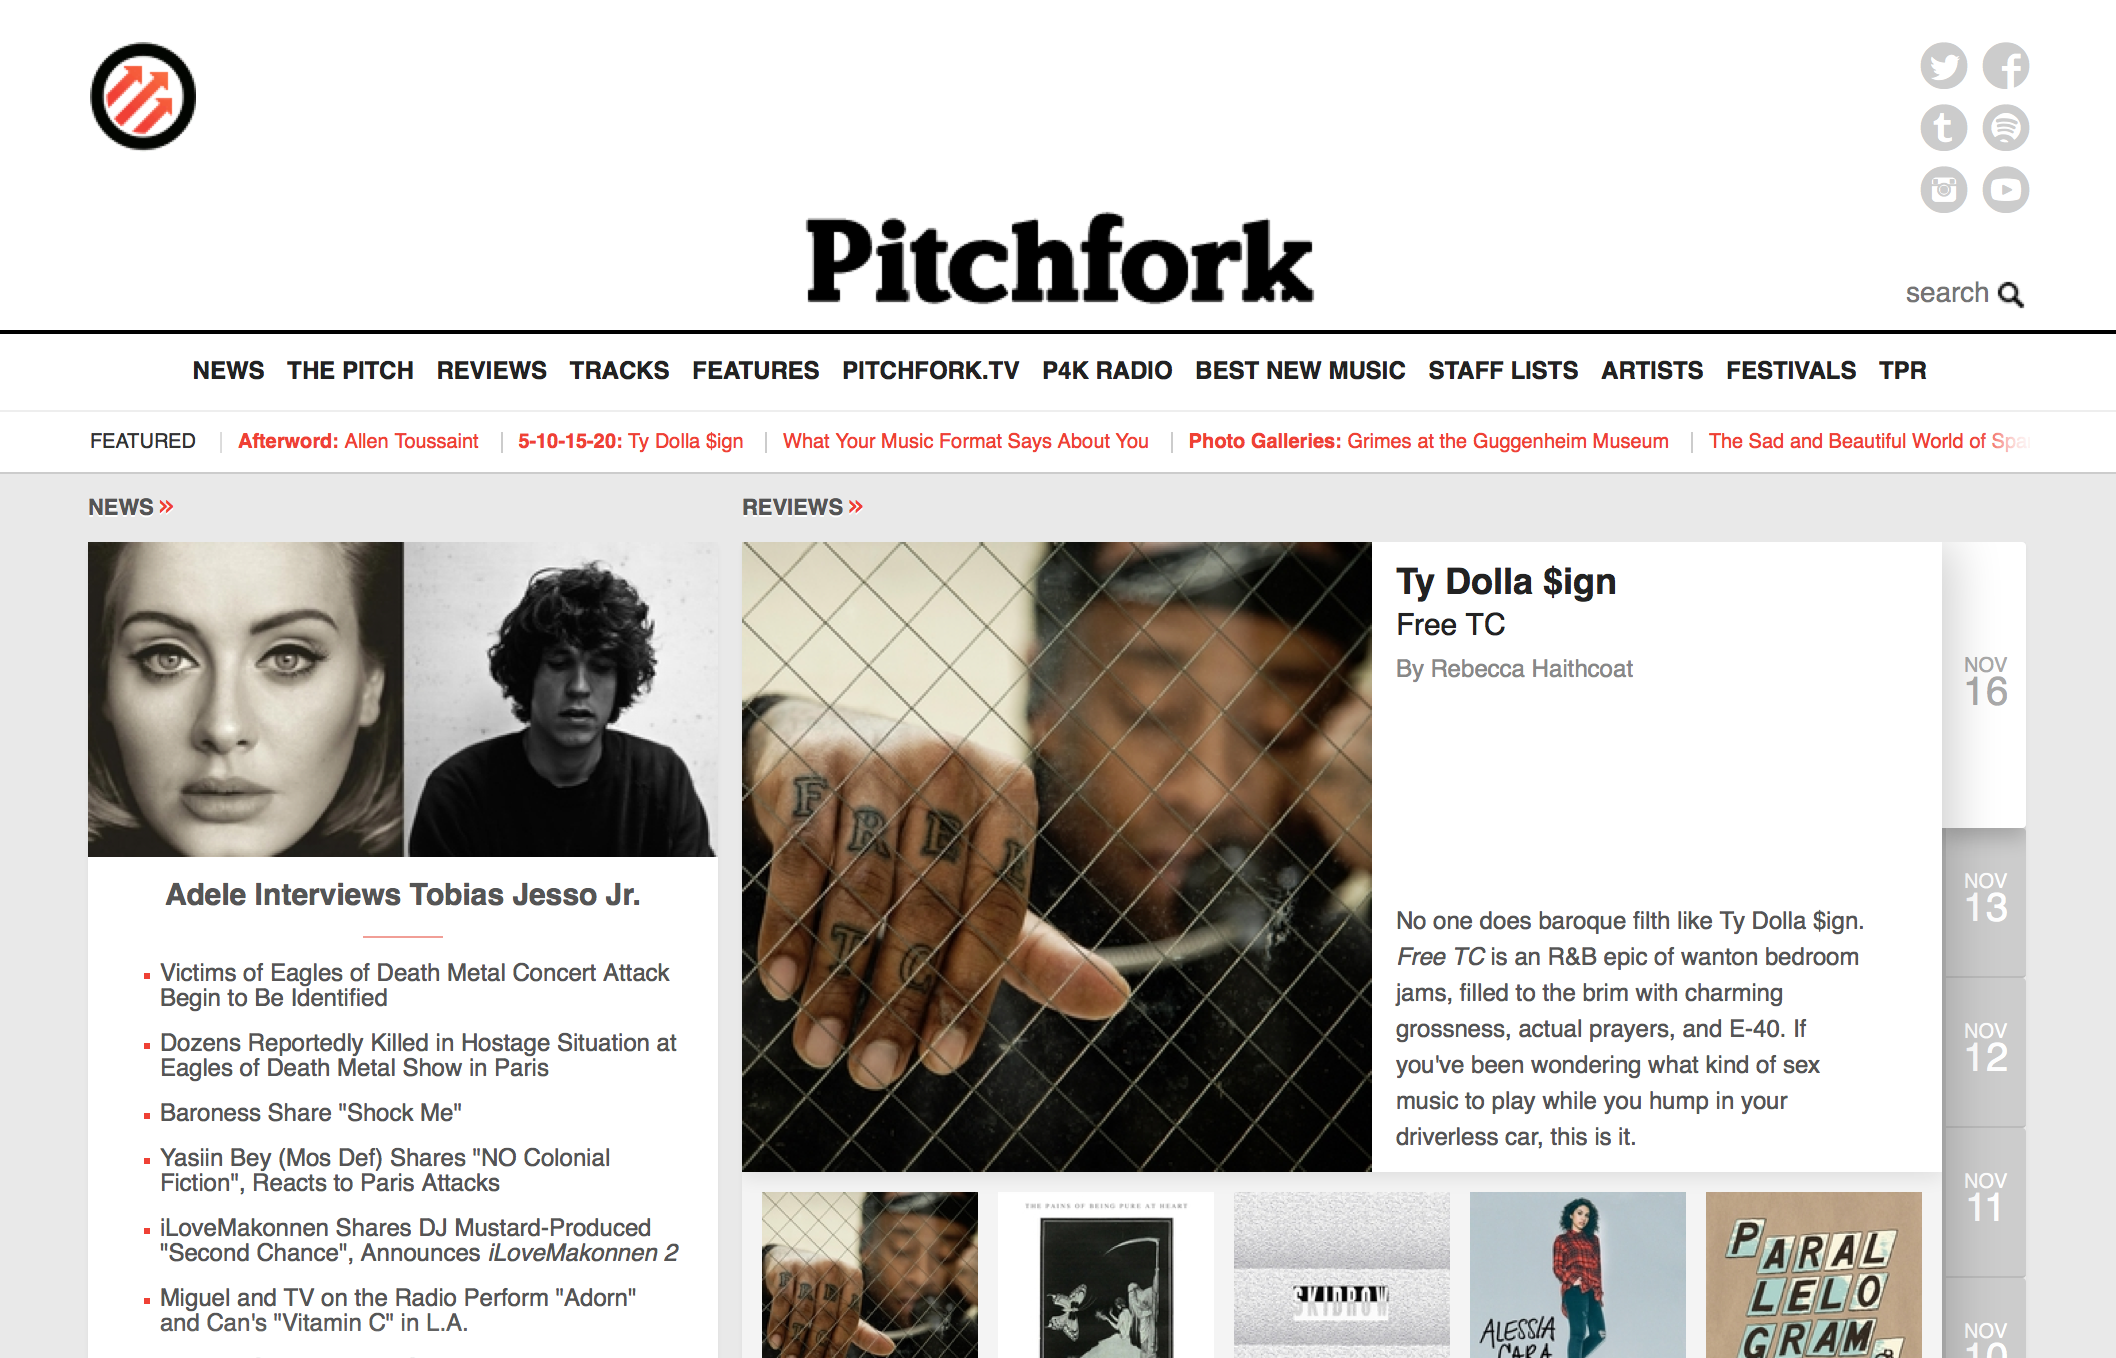 Pitchfork
search
NEWS THE PITCH REVIEWS TRACKS FEATURES PITCHFORK.TV P4K RADIO BEST NEW MUSIC STAFF LISTS ARTISTS FESTIVALS TPR
FEATURED Afterword: Allen Toussaint 5-10-15-20: Ty Dolla $ign What Your Music Format Says About You Photo Galleries: Grimes at the Guggenheim Museum The Sad and Beautiful World of
NEWS »
Adele Interviews Tobias Jesso Jr.
Victims of Eagles of Death Metal Concert Attack
Begin to Be Identified
Dozens Reportedly Killed in Hostage Situation at
Eagles of Death Metal Show in Paris
Baroness Share "Shock Me"
Yasiin Bey (Mos Def) Shares "NO Colonial
Fiction", Reacts to Paris Attacks
iLoveMakonnen Shares DJ Mustard-Produced
"Second Chance", Announces iLoveMakonnen 2
Miguel and TV on the Radio Perform "Adorn"
and Can's "Vitamin C" in L.A.
REVIEWS »
FREE
TC
Ty Dolla $ign
Free TC
By Rebecca Haithcoat
No one does baroque filth like Ty Dolla $ign.
Free TC is an R&B epic of wanton bedroom
jams, filled to the brim with charming
grossness, actual prayers, and E-40. If
you've been wondering what kind of sex
music to play while you hump in your
driverless car, this is it.
NOV
16
NOV
13
NOV
12
NOV
11
NOV
10
FREE
THE PAINS OF BEING PURE AT HEART
SKIDROW
ALESSIA
CARA
PARAL
LELO
GRAM